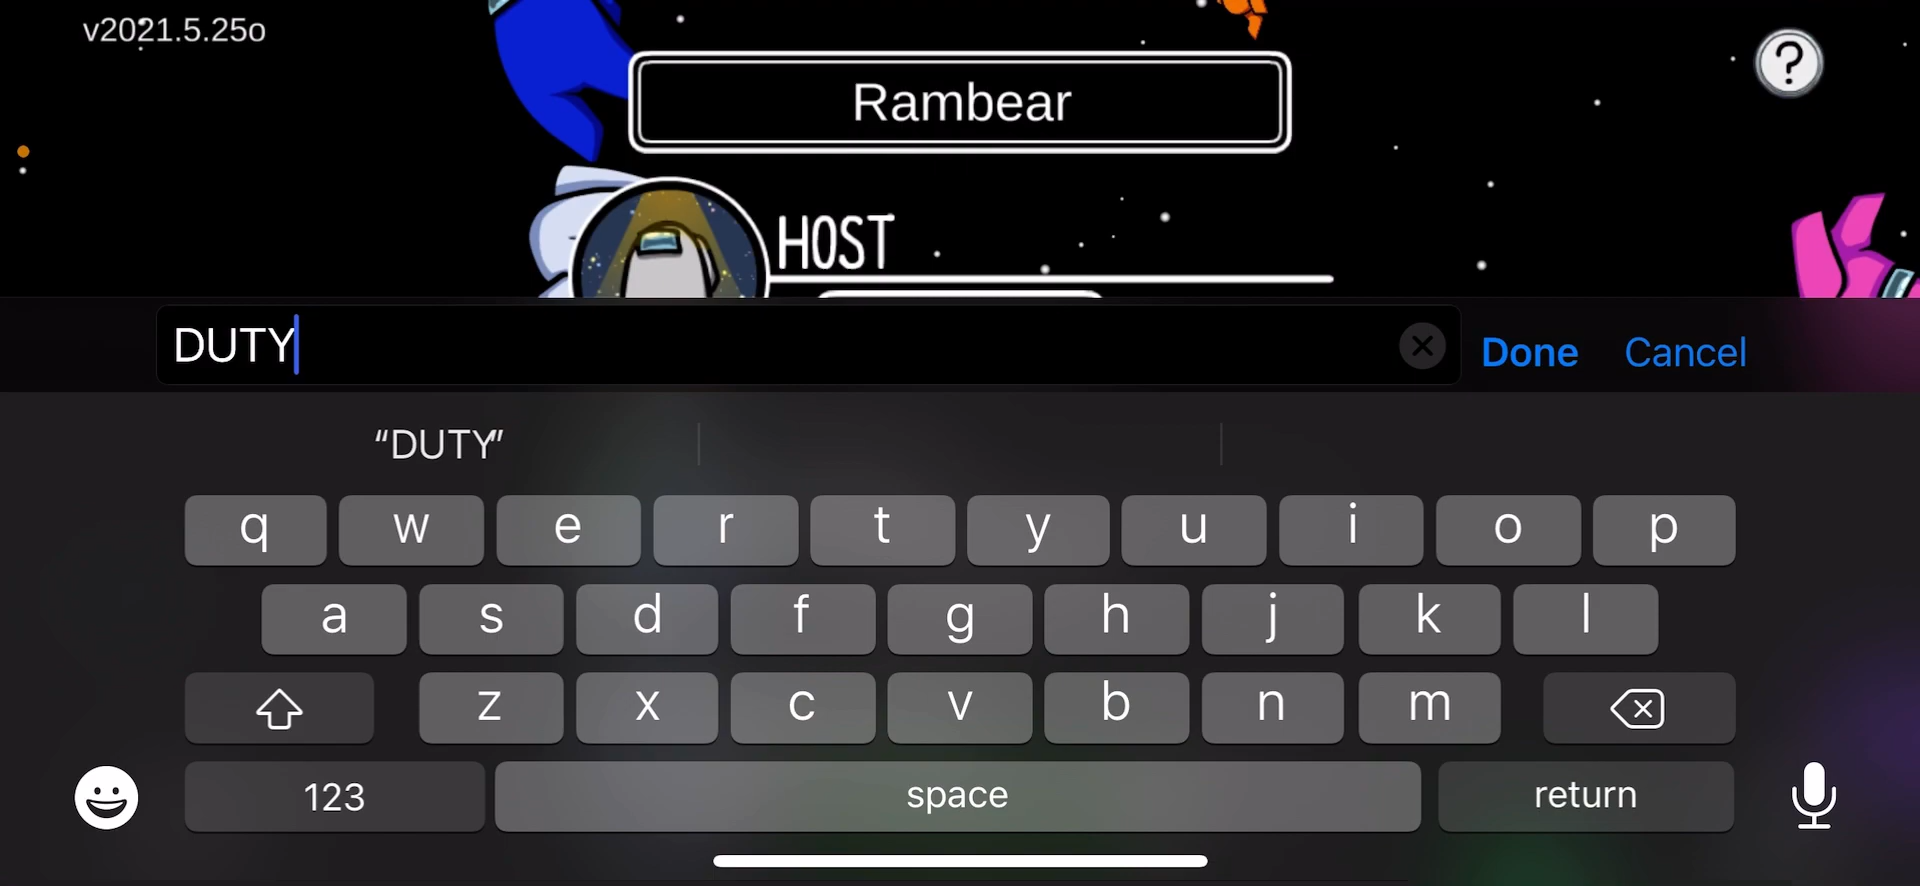 v2021.5.25o
?
Rambear
HOST
DUTY
Done
Cancel
“DUTY”
q w e r t y u i o p
a s d f g h j k l
z x c v b n m
123
space
return